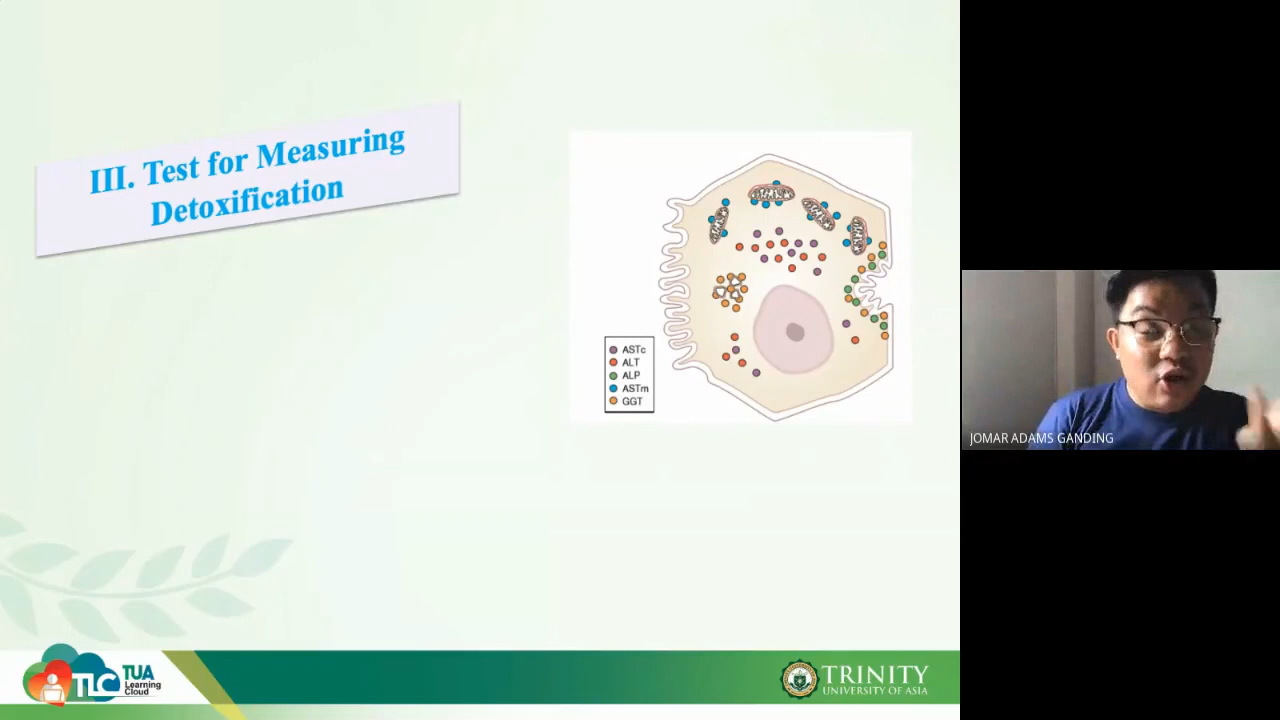 III. Test for Measuring
Detoxification
ASTc
ALT
ALP
ASTm
GGT
JOMAR ADAMS GANDING
TLC
TUA
Learning
Cloud
TRINITY
UNIVERSITY OF ASIA